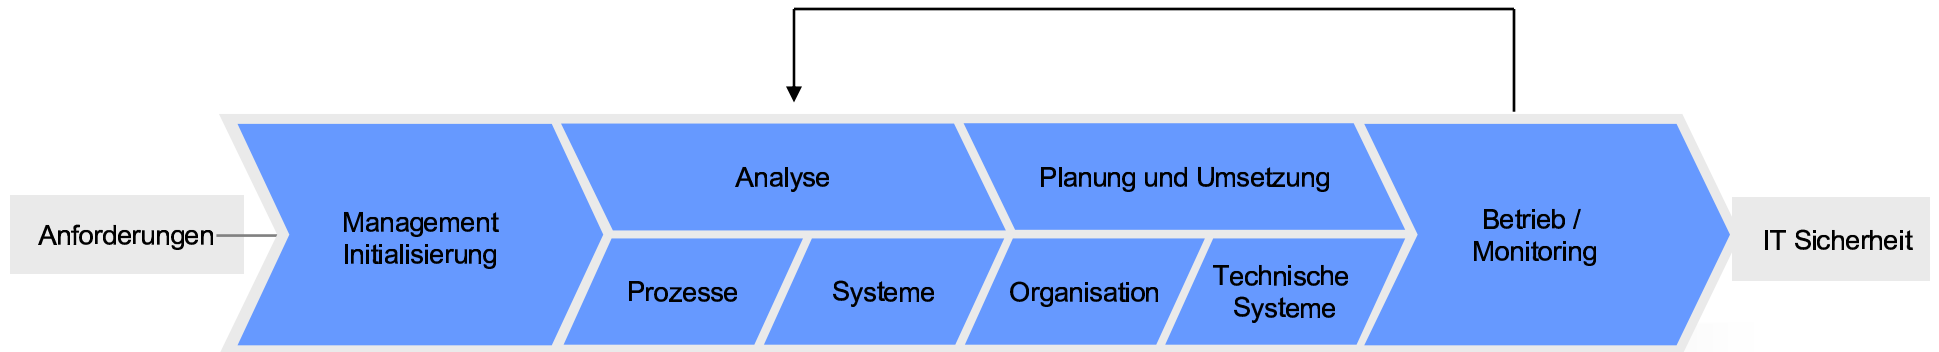 Anforderungen
Management
Initialisierung
Analyse
Planung und Umsetzung
Prozesse
Systeme
Organisation
Technische
Systeme
Betrieb /
Monitoring
IT Sicherheit